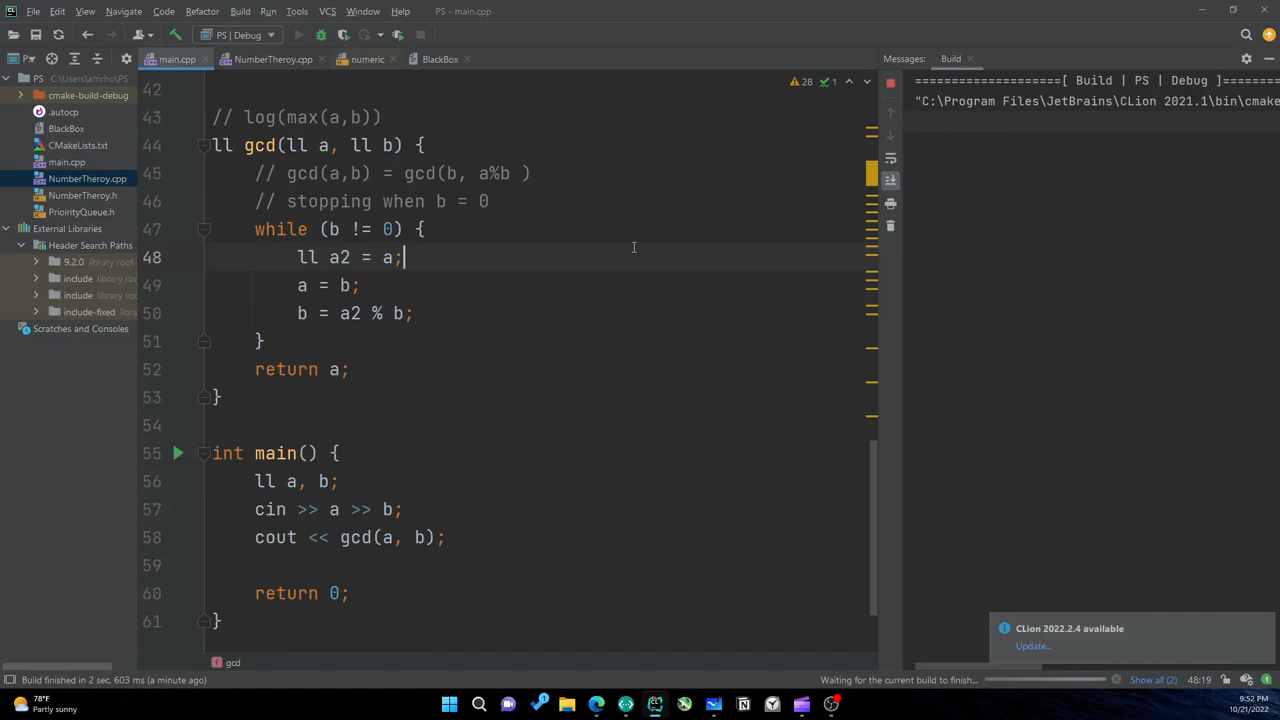 File Edit View Navigate Code Refactor Build Run Tools VCS Window Help PS - main.cpp
PS | Debug
P▾ main.cpp NumberTheroy.cpp numeric BlackBox Messages: Build
PS C:\Users\amrho
cmake-build-debug
.autocp
BlackBox
CMakeLists.txt
main.cpp
NumberTheroy.cpp
NumberTheroy.h
PrioirityQueue.h
External Libraries
Header Search Paths
9.2.0 library root
include library roo
include library roo
include-fixed libra
Scratches and Consoles
28 1
42
43 // log(max(a,b))
44 ll gcd(ll a, ll b) {
45 // gcd(a,b) = gcd(b, a%b )
46 // stopping when b = 0
47 while (b != 0) {
48 ll a2 = a;
49 a = b;
50 b = a2 % b;
51 }
52 return a;
53 }
54
55 int main() {
56 ll a, b;
57 cin >> a >> b;
58 cout << gcd(a, b);
59
60 return 0;
61 }
gcd
====================[ Build | PS | Debug ]========
"C:\Program Files\JetBrains\CLion 2021.1\bin\cmake
CLion 2022.2.4 available
Update...
Build finished in 2 sec, 603 ms (a minute ago) Waiting for the current build to finish... Show all (2) 48:19
78°F
Partly sunny
9:52 PM
10/21/2022